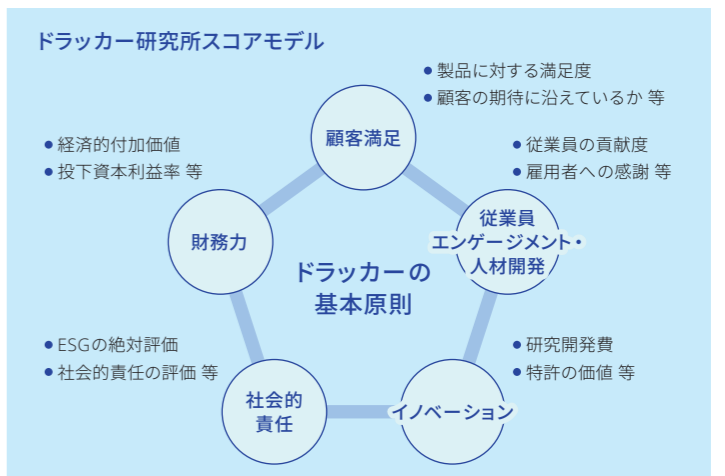 ドラッカー研究所スコアモデル
● 製品に対する満足度
● 顧客の期待に沿えているか 等
顧客満足
● 経済的付加価値
● 投下資本利益率 等
● 従業員の貢献度
● 雇用者への感謝 等
財務力
従業員
エンゲージメント・
人材開発
ドラッカーの
基本原則
● ESGの絶対評価
● 社会的責任の評価 等
● 研究開発費
● 特許の価値 等
社会的
責任
イノベーション